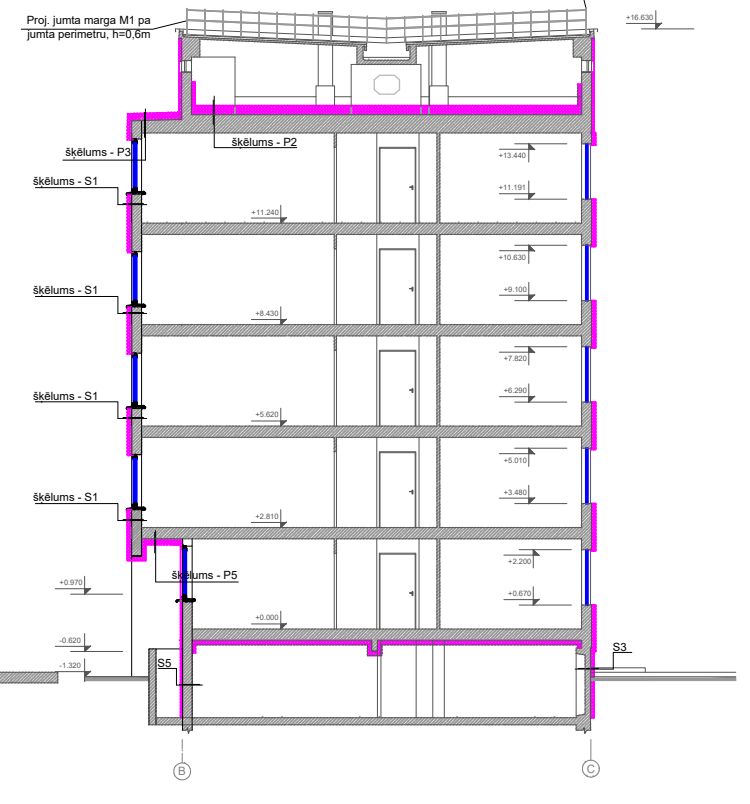 Proj. jumta marga M1 pa
jumta perimetru, h=0,6m
+16.630
šķēlums - P3
šķēlums - P2
+13.440
šķēlums - S1
+11.191
+11.240
+10.630
šķēlums - S1
+9.100
+8.430
+7.820
+6.290
šķēlums - S1
+5.620
+5.010
šķēlums - S1
+3.480
+2.810
+2.200
šķēlums - P5
+0.970
+0.670
+0.000
-0.620
S3
-1.320
S5
B
C